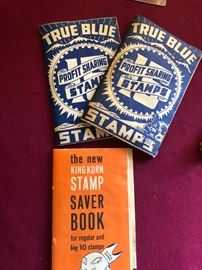 TRUE BLUE
PROFIT SHARING
STAMPS
STAMPS
TRUE BLUE
PROFIT SHARING
STAMPS
STAMPS
the new
KING KORN
STAMP
SAVER
BOOK
for regular and
big 10 stamps